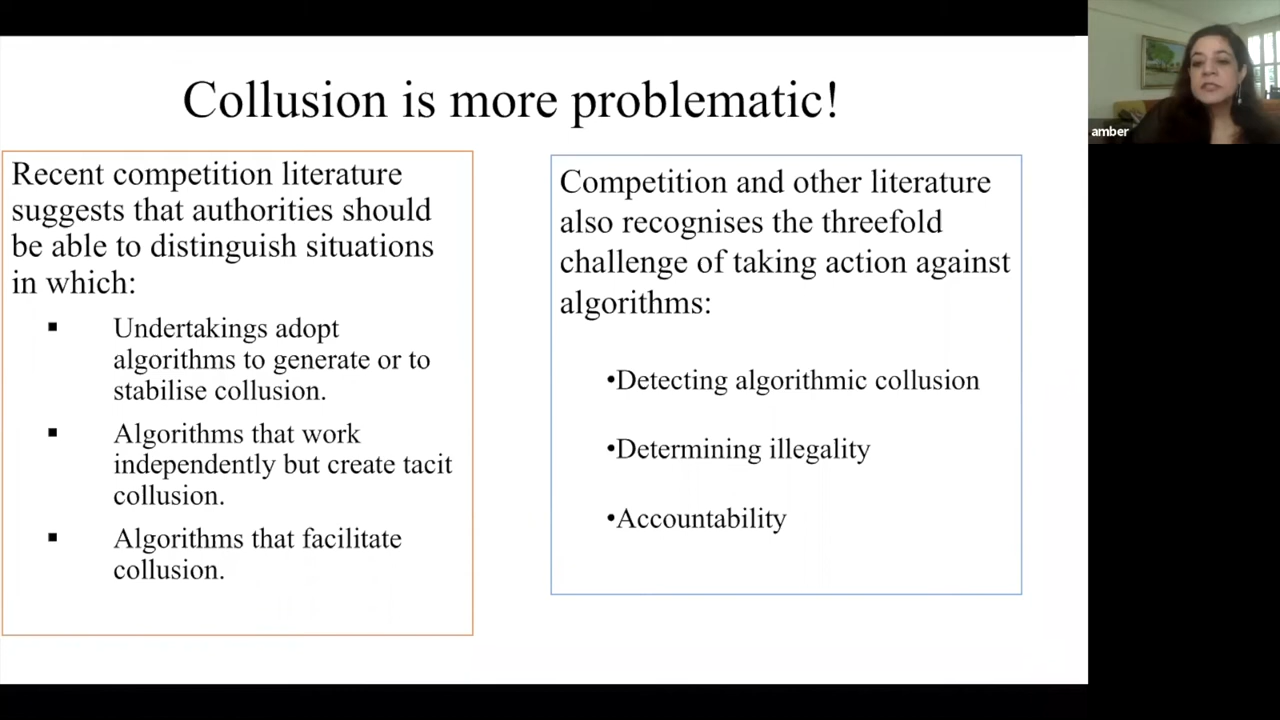 Collusion is more problematic!
Recent competition literature
suggests that authorities should
be able to distinguish situations
in which:
▪ Undertakings adopt
algorithms to generate or to
stabilise collusion.
▪ Algorithms that work
independently but create tacit
collusion.
▪ Algorithms that facilitate
collusion.
Competition and other literature
also recognises the threefold
challenge of taking action against
algorithms:
•Detecting algorithmic collusion
•Determining illegality
•Accountability
amber